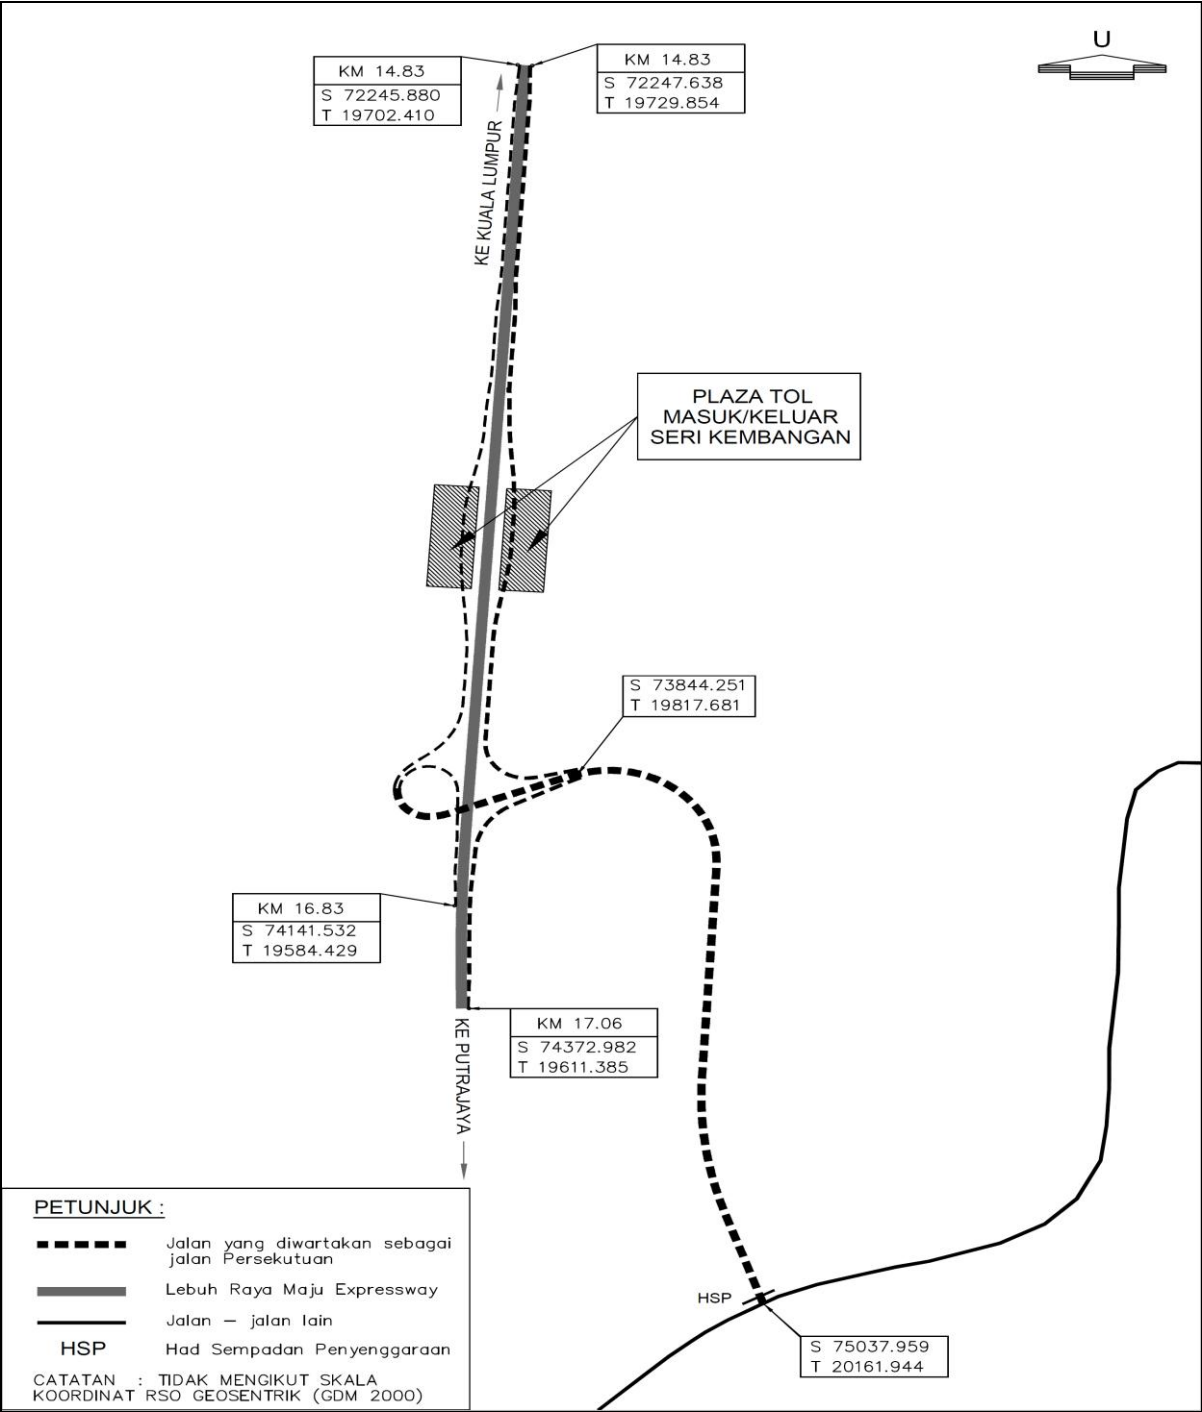 U
KM 14.83
S 72245.880
T 19702.410
KM 14.83
S 72247.638
T 19729.854
KE KUALA LUMPUR
PLAZA TOL
MASUK/KELUAR
SERI KEMBANGAN
S 73844.251
T 19817.681
KM 16.83
S 74141.532
T 19584.429
KM 17.06
S 74372.982
T 19611.385
KE PUTRAJAYA
HSP
S 75037.959
T 20161.944
PETUNJUK :
Jalan yang diwartakan sebagai
jalan Persekutuan
Lebuh Raya Maju Expressway
Jalan – jalan lain
HSP Had Sempadan Penyenggaraan
CATATAN : TIDAK MENGIKUT SKALA
KOORDINAT RSO GEOSENTRIK (GDM 2000)